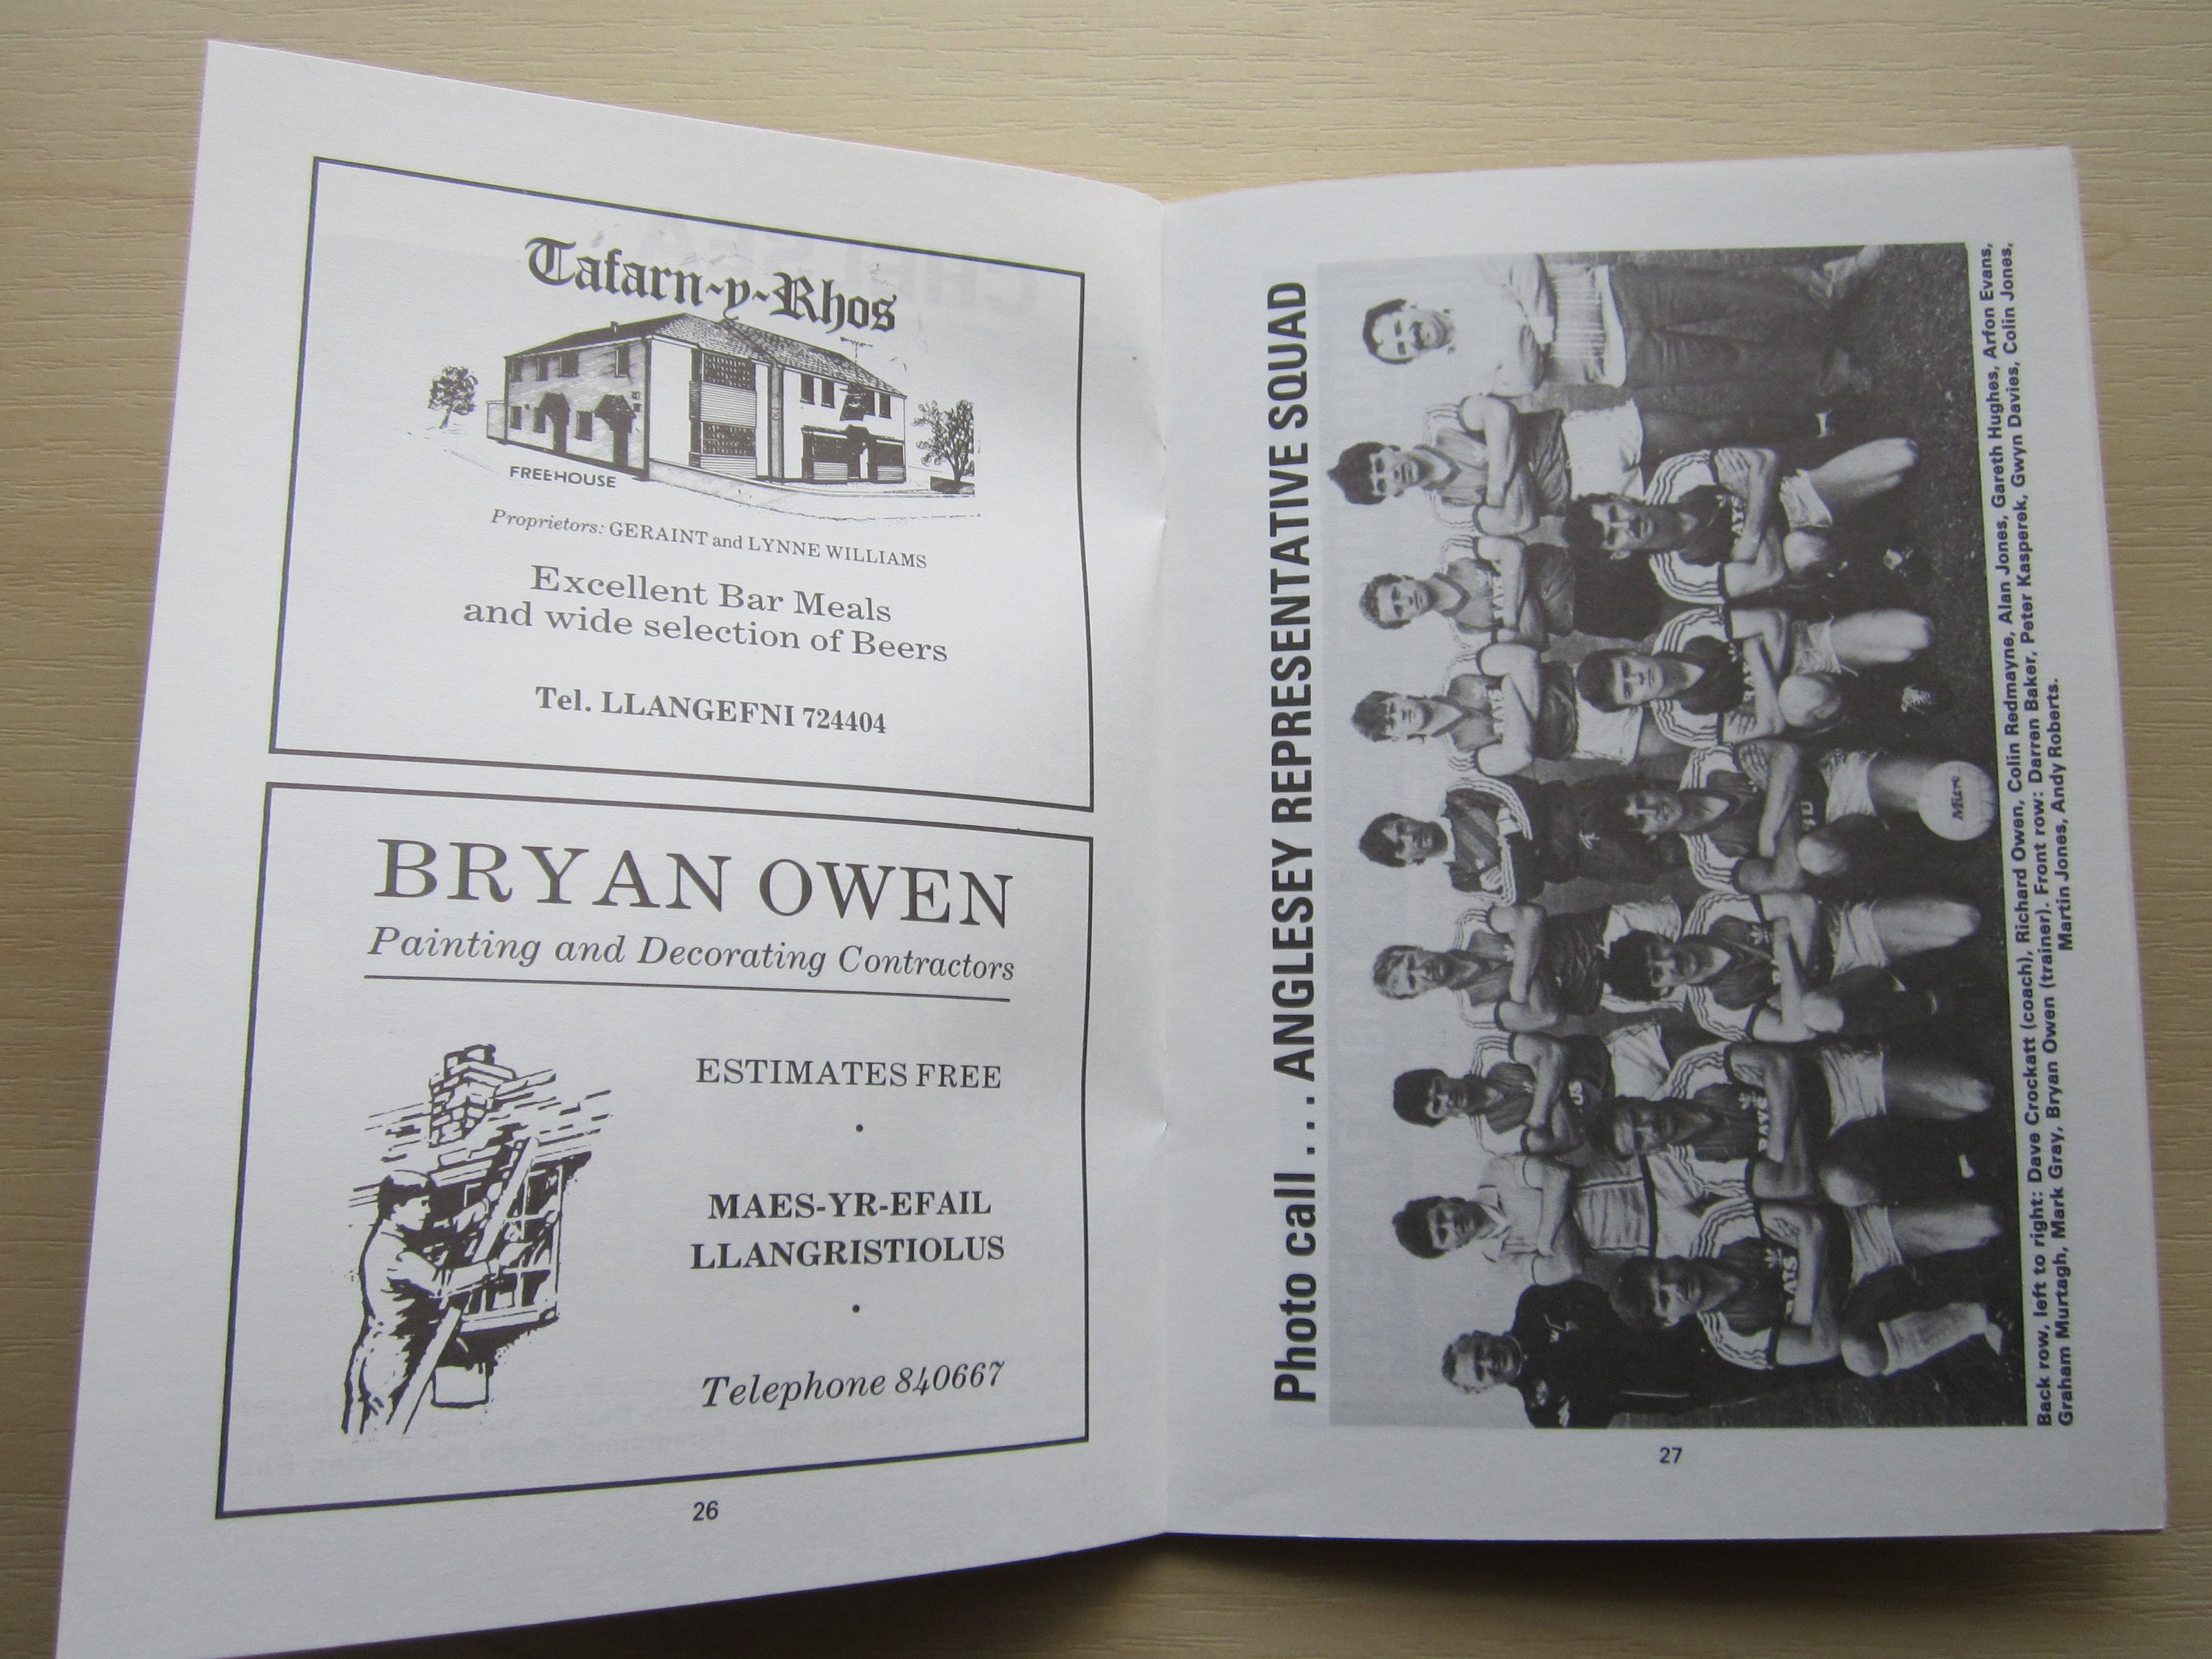 Tafarn-y-Rhos
FREEHOUSE
Proprietors: GERAINT and LYNNE WILLIAMS
Excellent Bar Meals
and wide selection of Beers
Tel. LLANGEFNI 724404
BRYAN OWEN
Painting and Decorating Contractors
ESTIMATES FREE
•
MAES-YR-EFAIL
LLANGRISTIOLUS
•
Telephone 840667
26
Photo call . . . ANGLESEY REPRESENTATIVE SQUAD
Mitre
Back row, left to right: Dave Crockatt (coach), Richard Owen, Colin Redmayne, Alan Jones, Gareth Hughes, Arfon Evans,
Graham Murtagh, Mark Gray, Bryan Owen (trainer). Front row: Darren Baker, Peter Kasperek, Gwyn Davies, Colin Jones,
Martin Jones, Andy Roberts.
27